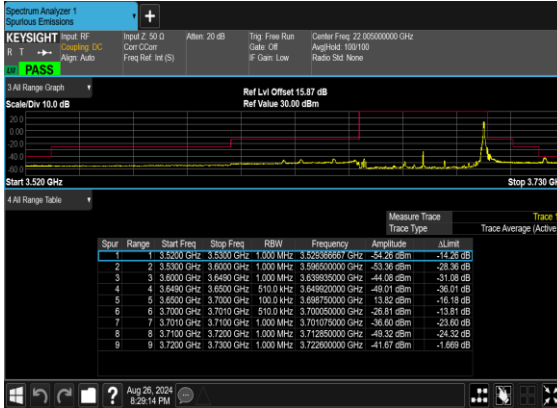 Spectrum Analyzer 1
Spurious Emissions
+
KEYSIGHT Input: RF Input Z: 50 Ω Atten: 20 dB Trig: Free Run Center Freq: 22.005000000 GHz
R T Coupling: DC Corr CCorr Gate: Off Avg|Hold: 100/100
Align: Auto Freq Ref: Int (S) IF Gain: Low Radio Std: None
PASS
3 All Range Graph
Ref Lvl Offset 15.87 dB
Scale/Div 10.0 dB Ref Value 30.00 dBm
20.0
0.00
-20.0
-40.0
-60.0
Start 3.520 GHz Stop 3.730 GH
4 All Range Table
Measure Trace Trace 1
Trace Type Trace Average (Active
Spur Range Start Freq Stop Freq RBW Frequency Amplitude ΔLimit
1 1 3.5200 GHz 3.5300 GHz 1.000 MHz 3.529366667 GHz -54.26 dBm -14.26 dB
2 2 3.5300 GHz 3.6000 GHz 1.000 MHz 3.596500000 GHz -53.36 dBm -28.36 dB
3 3 3.6000 GHz 3.6490 GHz 1.000 MHz 3.639935000 GHz -44.08 dBm -31.08 dB
4 4 3.6490 GHz 3.6500 GHz 510.0 kHz 3.649920000 GHz -49.01 dBm -36.01 dB
5 5 3.6500 GHz 3.7000 GHz 100.0 kHz 3.698750000 GHz 13.82 dBm -16.18 dB
6 6 3.7000 GHz 3.7010 GHz 510.0 kHz 3.700050000 GHz -26.81 dBm -13.81 dB
7 7 3.7010 GHz 3.7100 GHz 1.000 MHz 3.701075000 GHz -36.60 dBm -23.60 dB
8 8 3.7100 GHz 3.7200 GHz 1.000 MHz 3.712850000 GHz -49.32 dBm -24.32 dB
9 9 3.7200 GHz 3.7300 GHz 1.000 MHz 3.722600000 GHz -41.67 dBm -1.669 dB
? Aug 26, 2024
8:29:14 PM